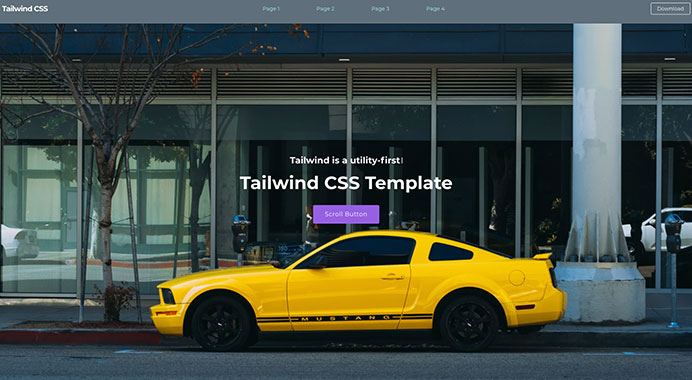 Tailwind CSS
Page 1
Page 2
Page 3
Page 4
Download
Tailwind is a utility-first
Tailwind CSS Template
Scroll Button
MUSTANG